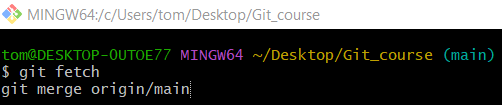 MINGW64:/c/Users/tom/Desktop/Git_course
tom@DESKTOP-OUTOE77 MINGW64 ~/Desktop/Git_course (main)
$ git fetch
git merge origin/main